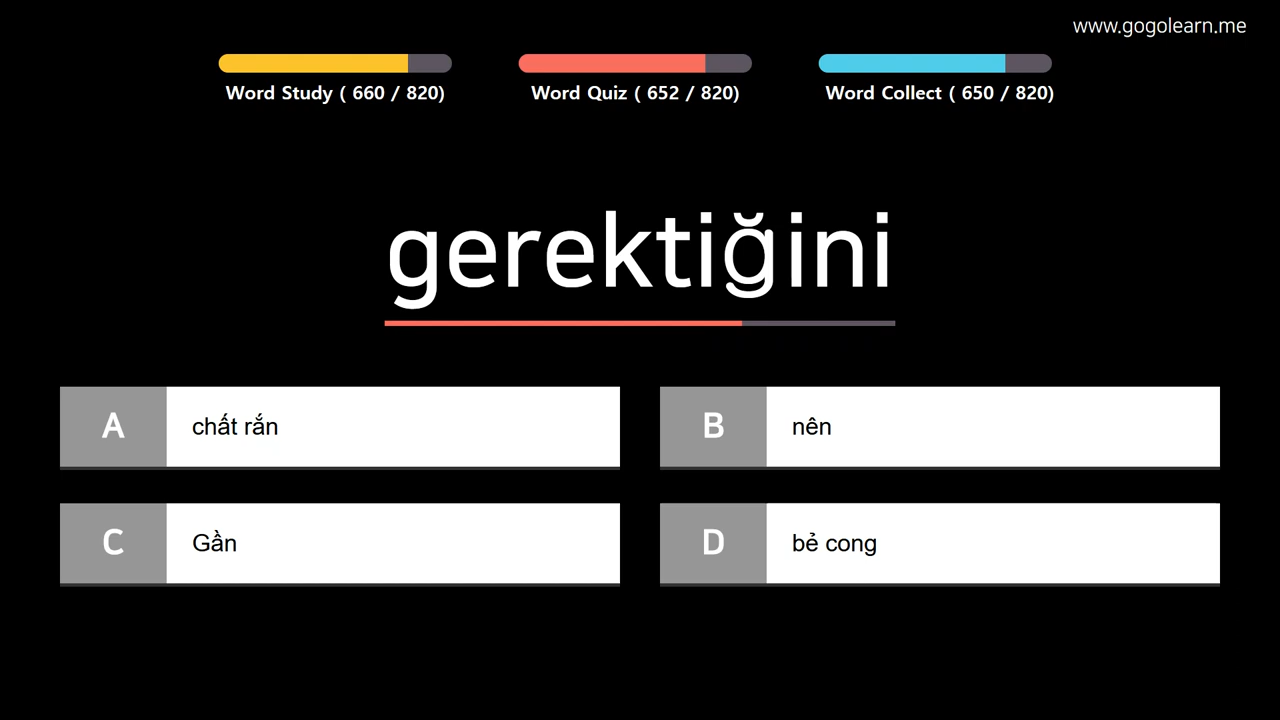 www.gogolearn.me
Word Study ( 660 / 820)
Word Quiz ( 652 / 820)
Word Collect ( 650 / 820)
gerektiğini
A chất rắn
B nên
C Gần
D bẻ cong